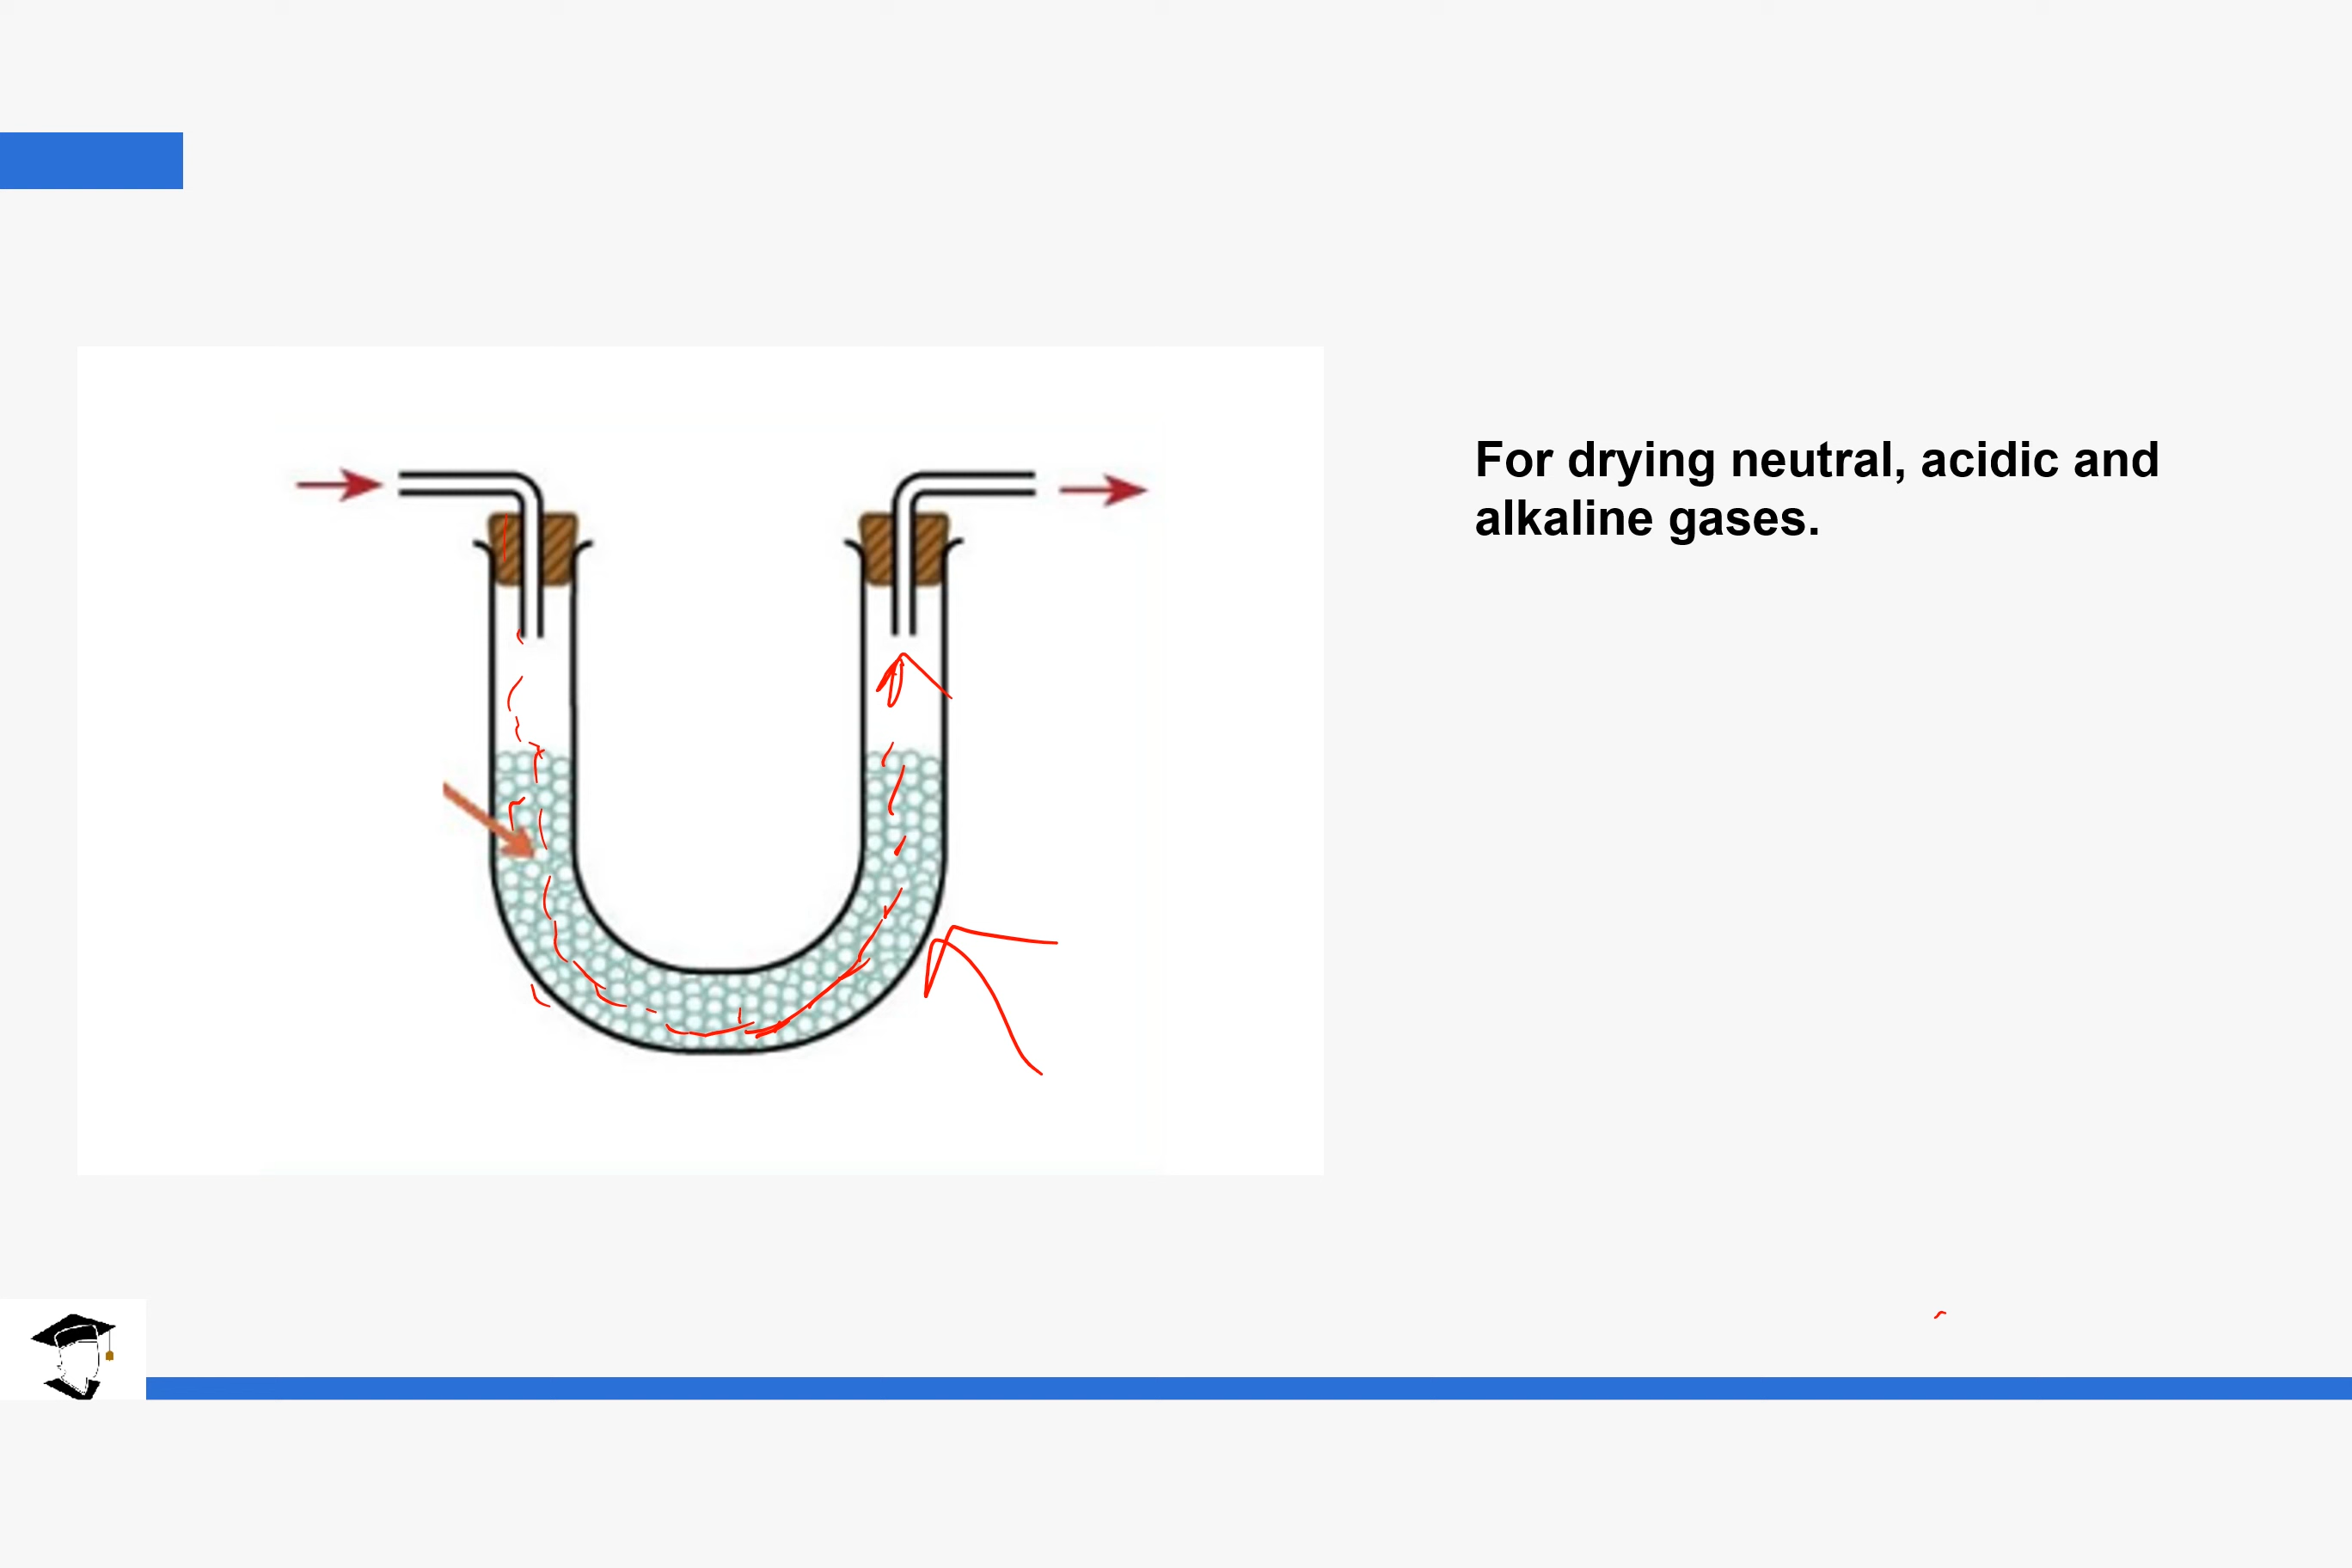 For drying neutral, acidic and
alkaline gases.